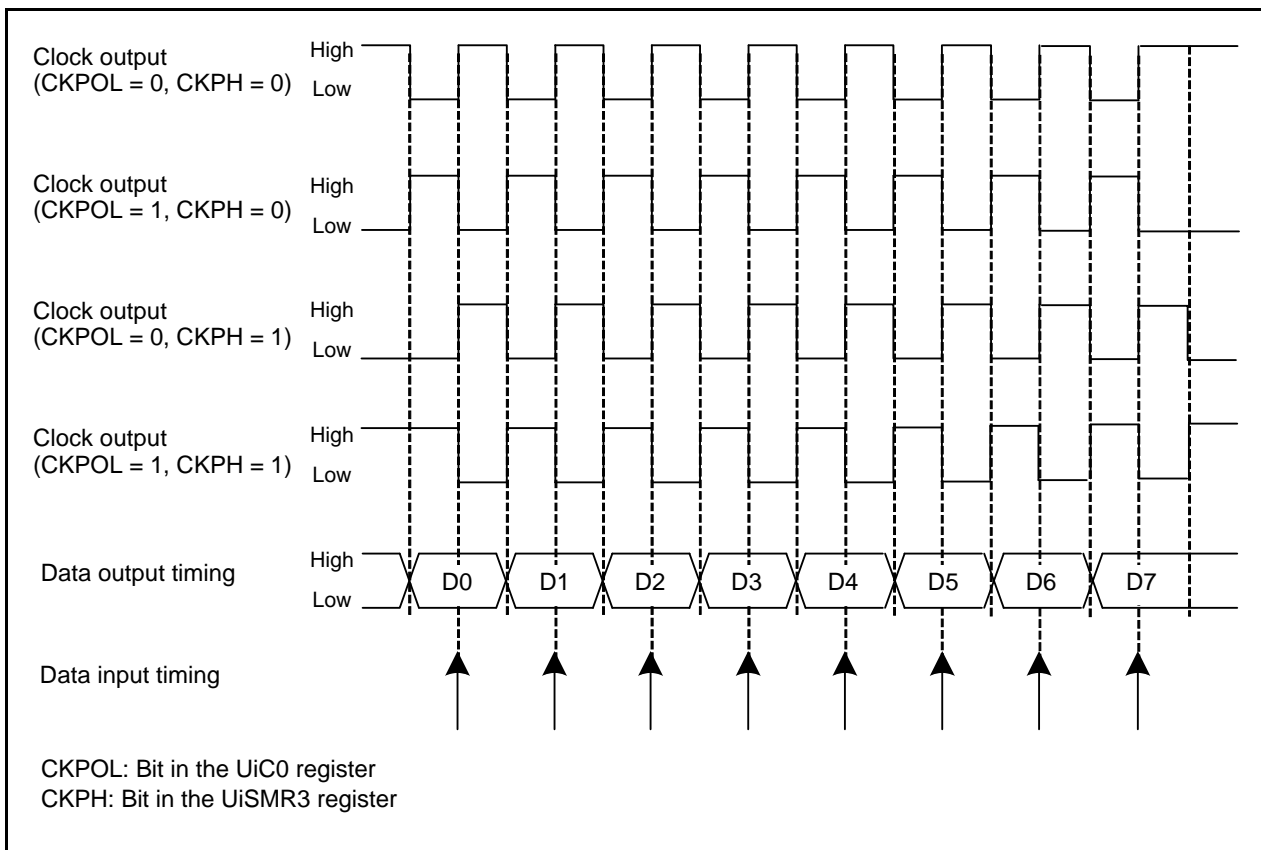 Clock output
(CKPOL = 0, CKPH = 0)
High
Low
Clock output
(CKPOL = 1, CKPH = 0)
High
Low
Clock output
(CKPOL = 0, CKPH = 1)
High
Low
Clock output
(CKPOL = 1, CKPH = 1)
High
Low
Data output timing
High
Low
D0 D1 D2 D3 D4 D5 D6 D7
Data input timing
CKPOL: Bit in the UiC0 register
CKPH: Bit in the UiSMR3 register